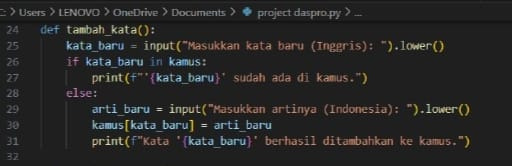 C: > Users > LENOVO > OneDrive > Documents > project daspro.py > ...
24 def tambah_kata():
25     kata_baru = input("Masukkan kata baru (Inggris): ").lower()
26     if kata_baru in kamus:
27         print(f"'{kata_baru}' sudah ada di kamus.")
28     else:
29         arti_baru = input("Masukkan artinya (Indonesia): ").lower()
30         kamus[kata_baru] = arti_baru
31         print(f"Kata '{kata_baru}' berhasil ditambahkan ke kamus.")
32